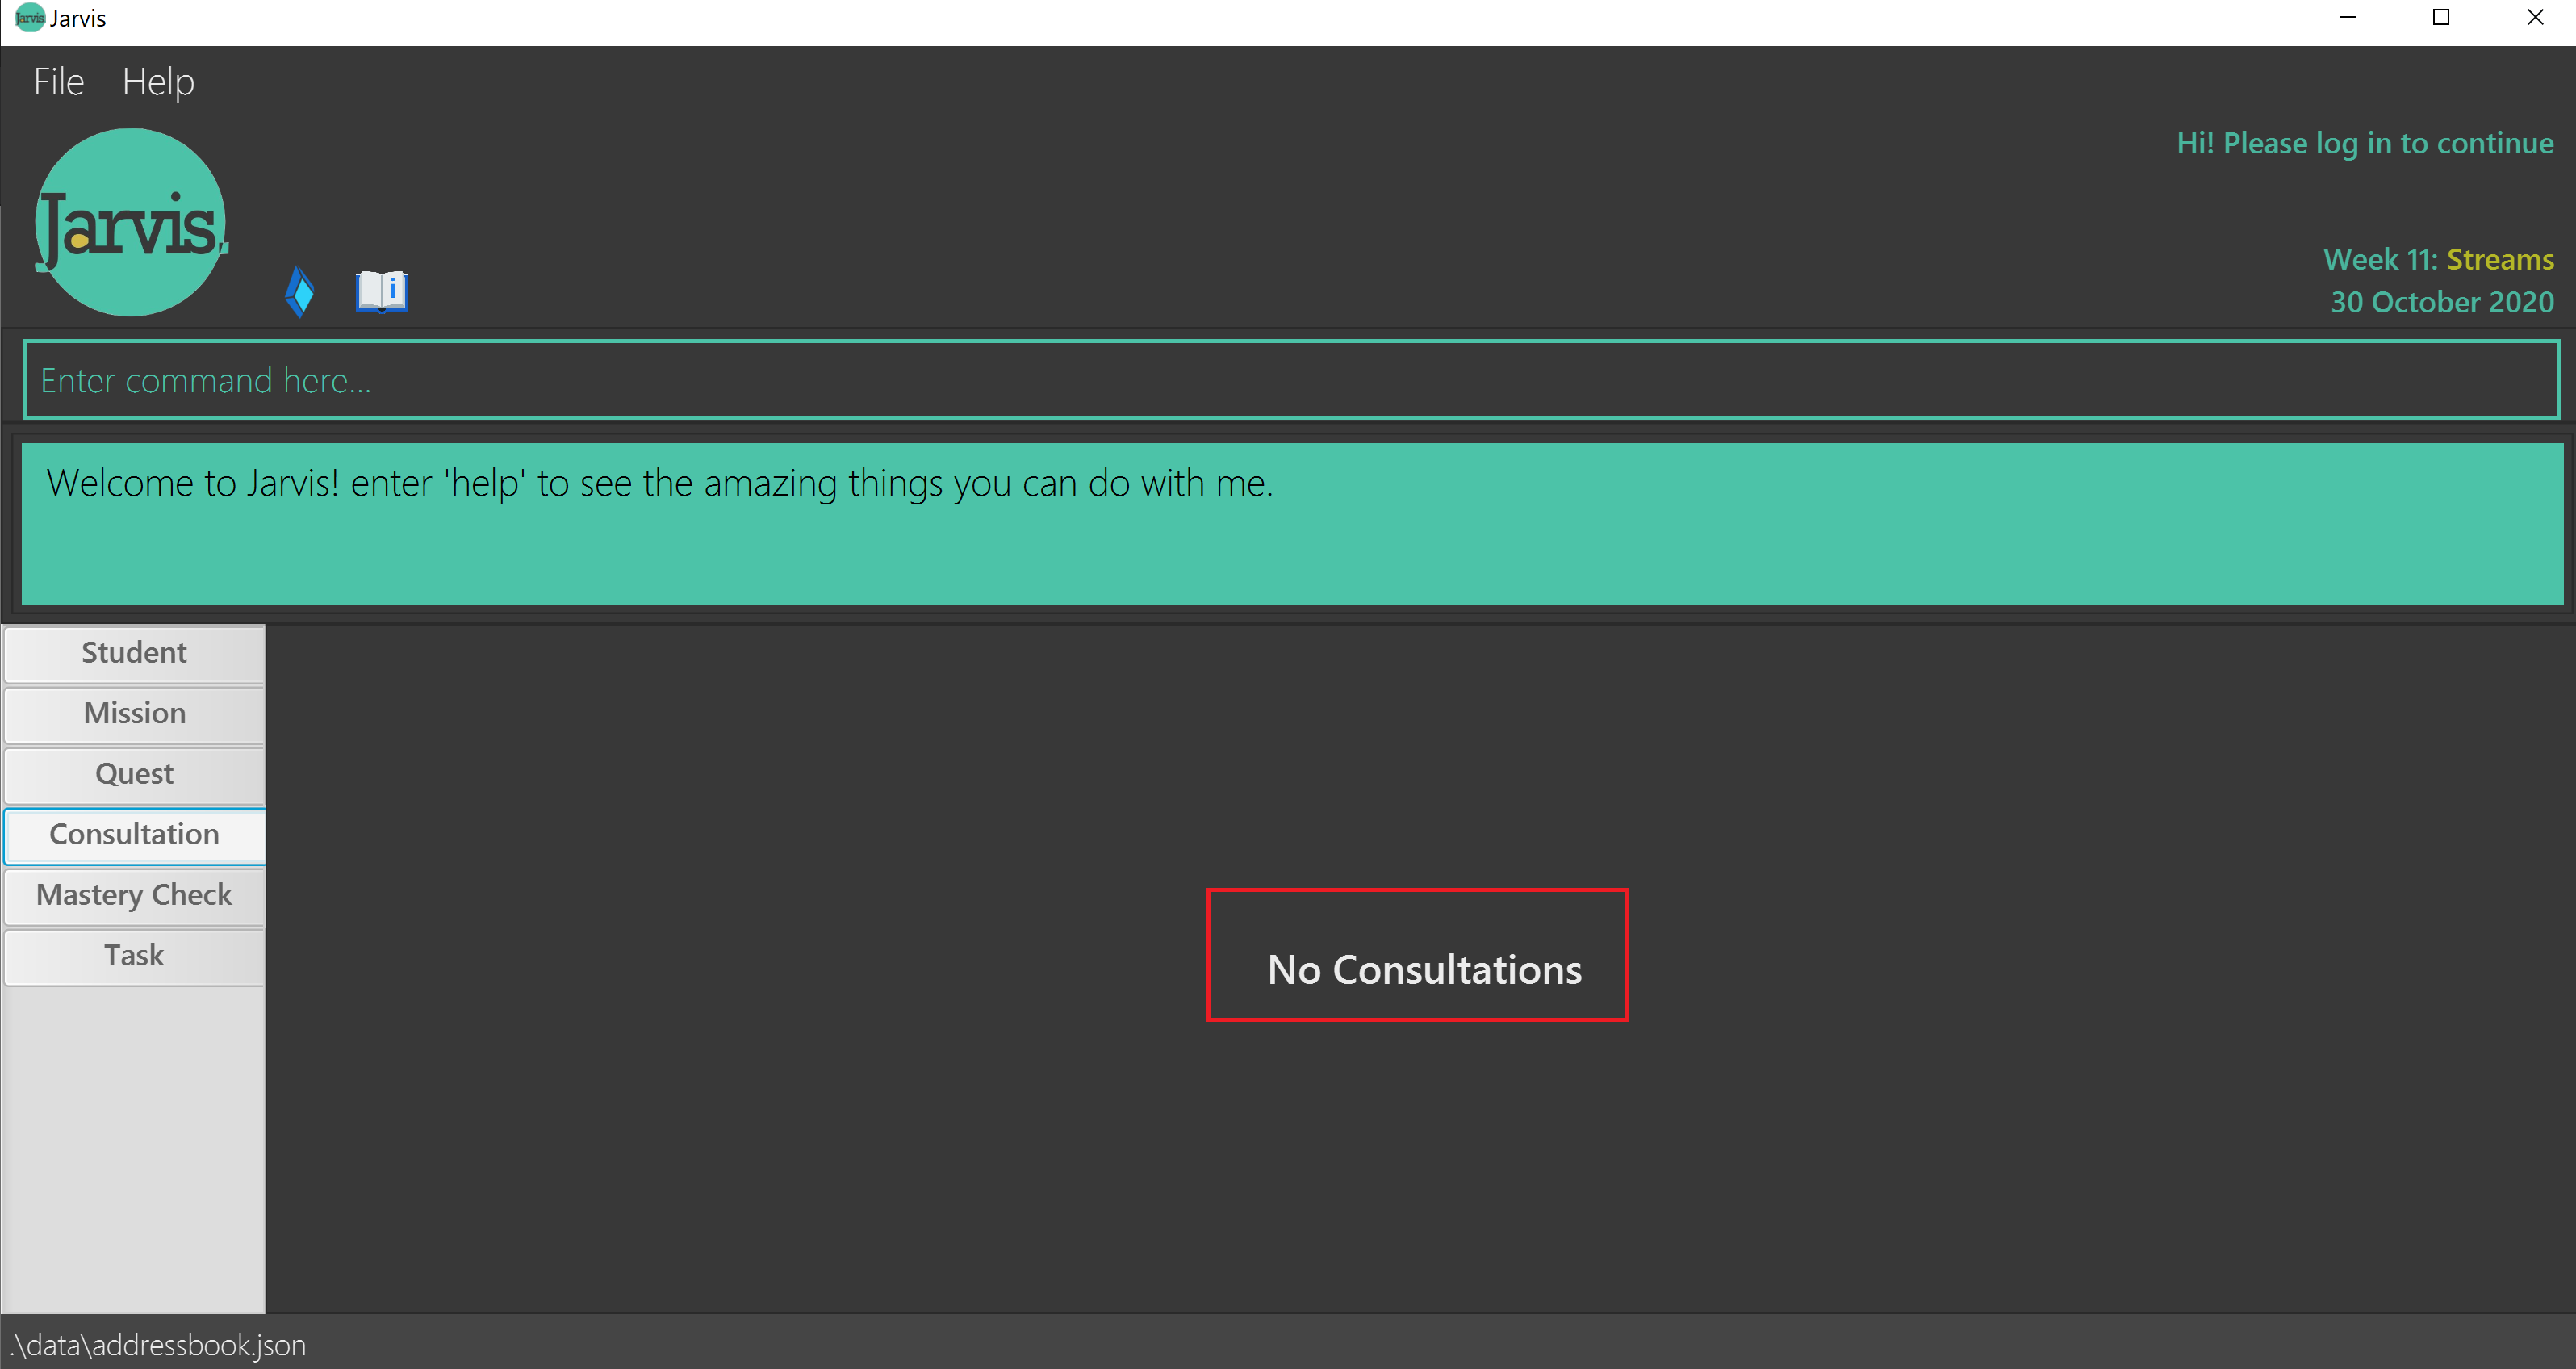 Jarvis
Jarvis
File Help
Jarvis,
Hi! Please log in to continue
i
Week 11: Streams
30 October 2020
Enter command here...
Welcome to Jarvis! enter 'help' to see the amazing things you can do with me.
Student
Mission
Quest
Consultation
Mastery Check
Task
No Consultations
.\data\addressbook.json